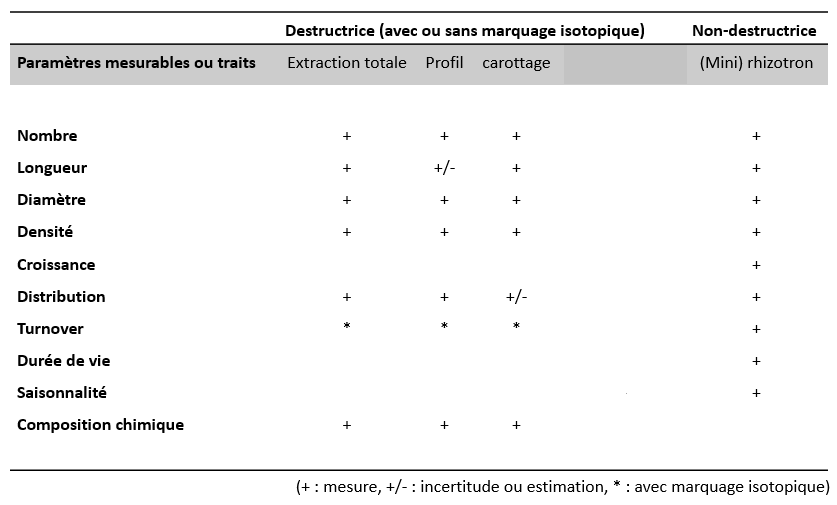 Destructrice (avec ou sans marquage isotopique) Non-destructrice
Paramètres mesurables ou traits Extraction totale Profil carottage (Mini) rhizotron
Nombre + + + +
Longueur + +/- + +
Diamètre + + + +
Densité + + + +
Croissance +
Distribution + + +/- +
Turnover * * * +
Durée de vie +
Saisonnalité +
Composition chimique + + +
(+ : mesure, +/- : incertitude ou estimation, * : avec marquage isotopique)